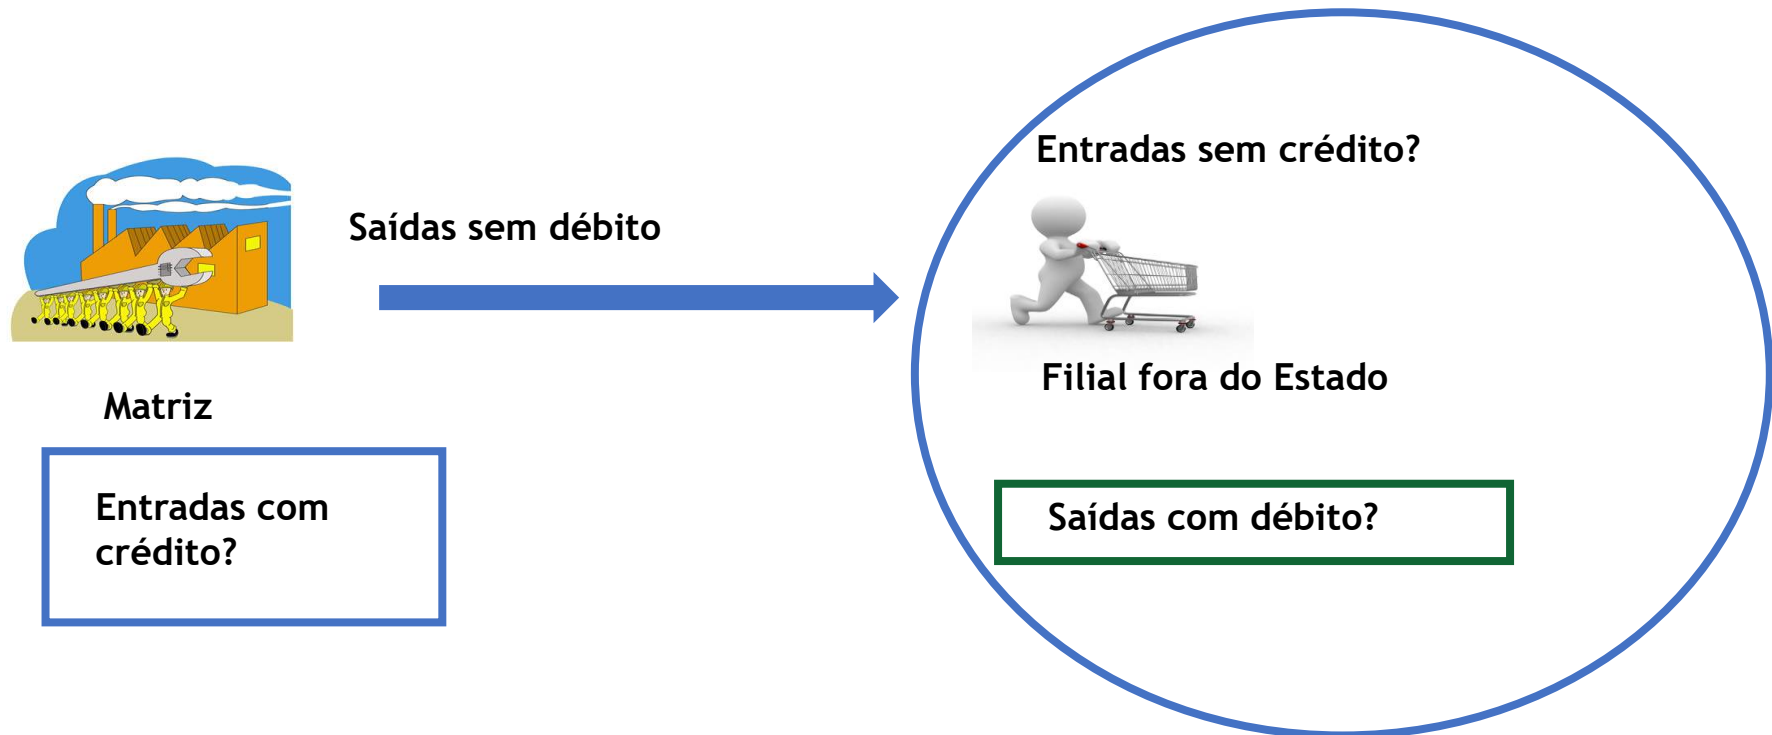 Entradas sem crédito?
Saídas sem débito
Filial fora do Estado
Matriz
Entradas com
crédito?
Saídas com débito?